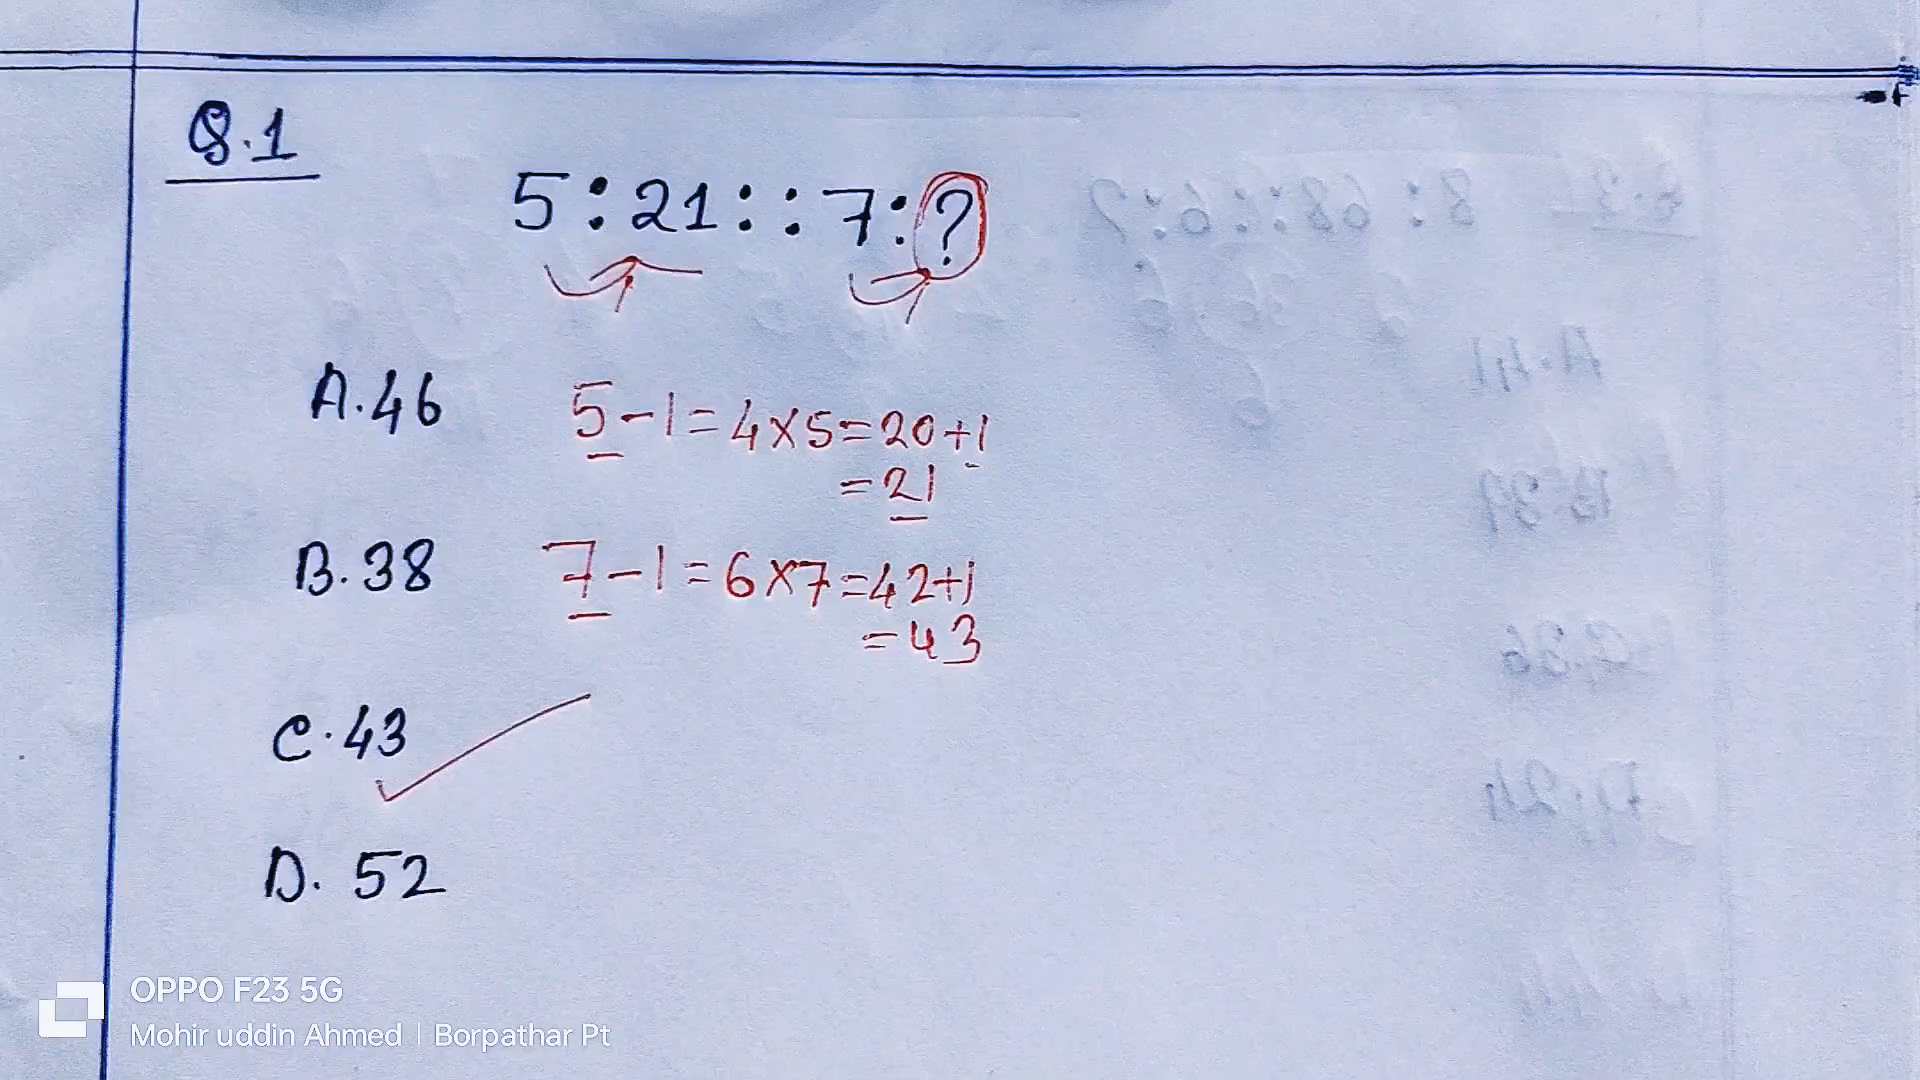 Q.1
5:21::7:?
A.46
5-1=4×5=20+1
=21
B.38
7-1=6×7=42+1
=43
C.43
D. 52
OPPO F23 5G
Mohir uddin Ahmed | Borpathar Pt